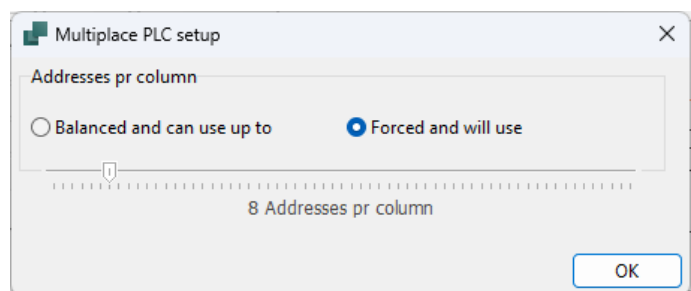 Multiplace PLC setup
Addresses pr column
Balanced and can use up to
Forced and will use
8 Addresses pr column
OK